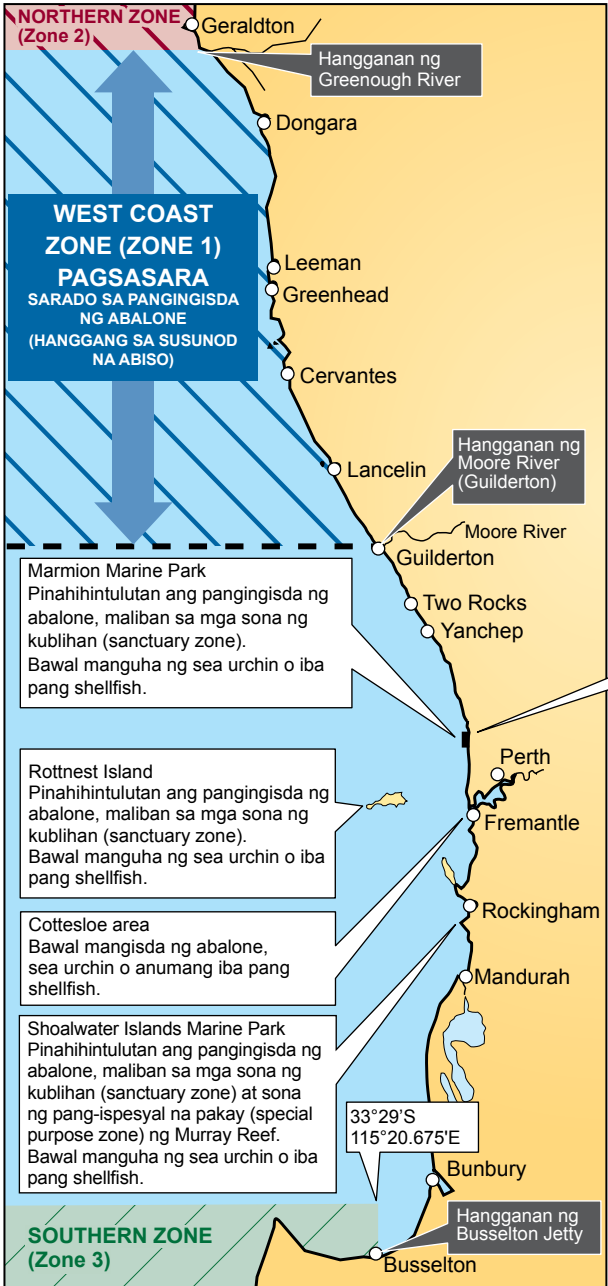 NORTHERN ZONE
(Zone 2)
Geraldton
Hangganan ng
Greenough River
Dongara
WEST COAST
ZONE (ZONE 1)
PAGSASARA
SARADO SA PANGINGISDA
NG ABALONE
(HANGGANG SA SUSUNOD
NA ABISO)
Leeman
Greenhead
Cervantes
Lancelin
Hangganan ng
Moore River
(Guilderton)
Moore River
Guilderton
Marmion Marine Park
Pinahihintulutan ang pangingisda ng
abalone, maliban sa mga sona ng
kublihan (sanctuary zone).
Bawal manguha ng sea urchin o iba
pang shellfish.
Two Rocks
Yanchep
Rottnest Island
Pinahihintulutan ang pangingisda ng
abalone, maliban sa mga sona ng
kublihan (sanctuary zone).
Bawal manguha ng sea urchin o iba
pang shellfish.
Perth
Fremantle
Cottesloe area
Bawal mangisda ng abalone,
sea urchin o anumang iba pang
shellfish.
Rockingham
Mandurah
Shoalwater Islands Marine Park
Pinahihintulutan ang pangingisda ng
abalone, maliban sa mga sona ng
kublihan (sanctuary zone) at sona
ng pang-ispesyal na pakay (special
purpose zone) ng Murray Reef.
Bawal manguha ng sea urchin o iba
pang shellfish.
33°29'S
115°20.675'E
Bunbury
SOUTHERN ZONE
(Zone 3)
Hangganan ng
Busselton Jetty
Busselton